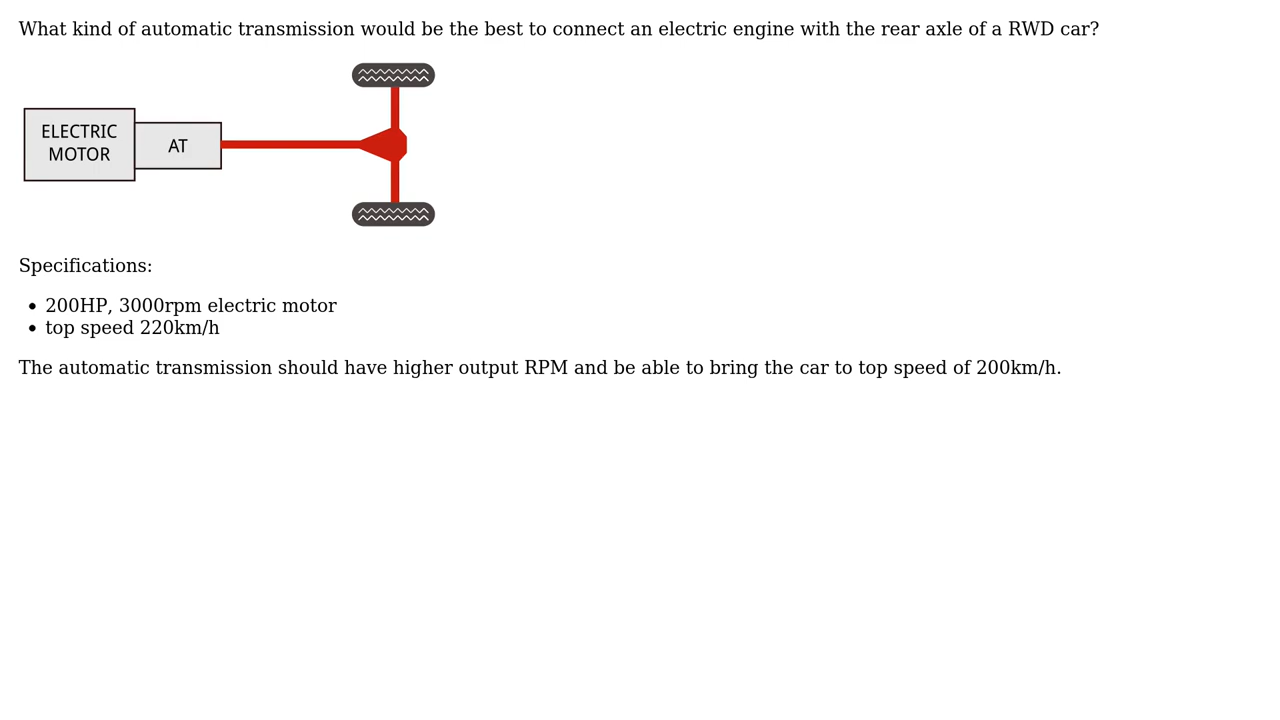 What kind of automatic transmission would be the best to connect an electric engine with the rear axle of a RWD car?
ELECTRIC
MOTOR
AT
Specifications:
200HP, 3000rpm electric motor
top speed 220km/h
The automatic transmission should have higher output RPM and be able to bring the car to top speed of 200km/h.